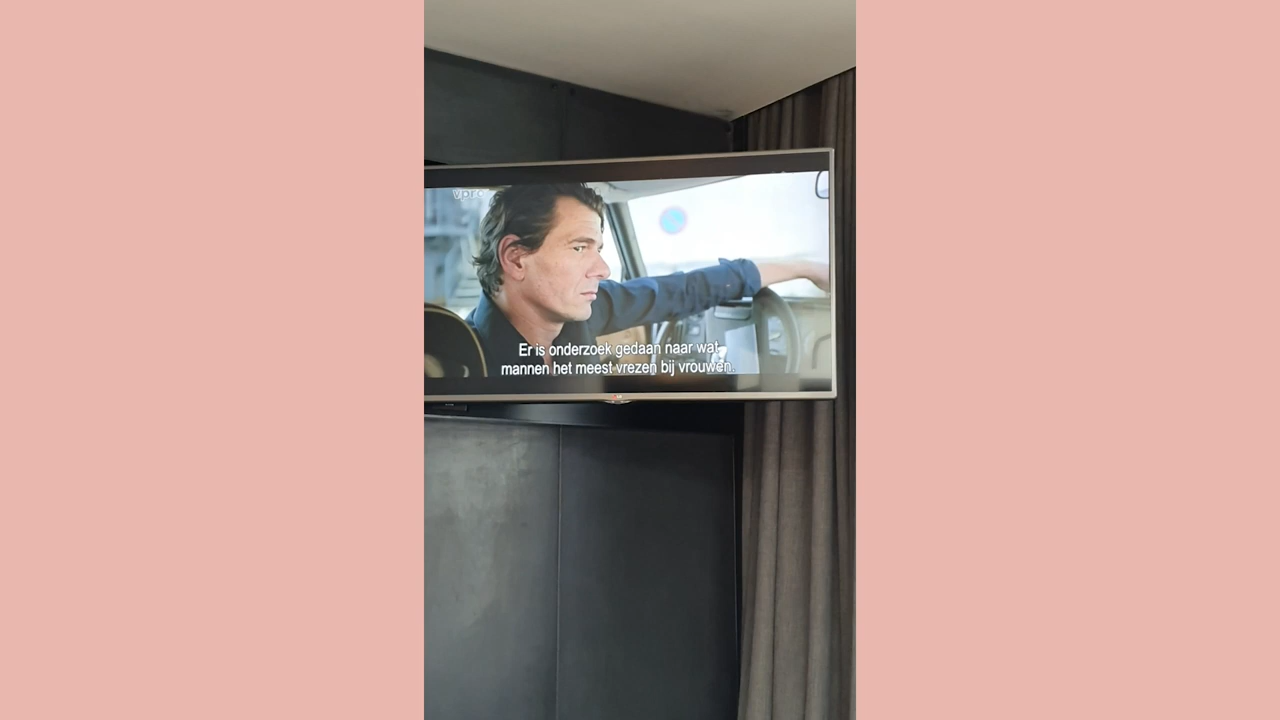 vpro
Er is onderzoek gedaan naar wat
mannen het meest vrezen bij vrouwen.